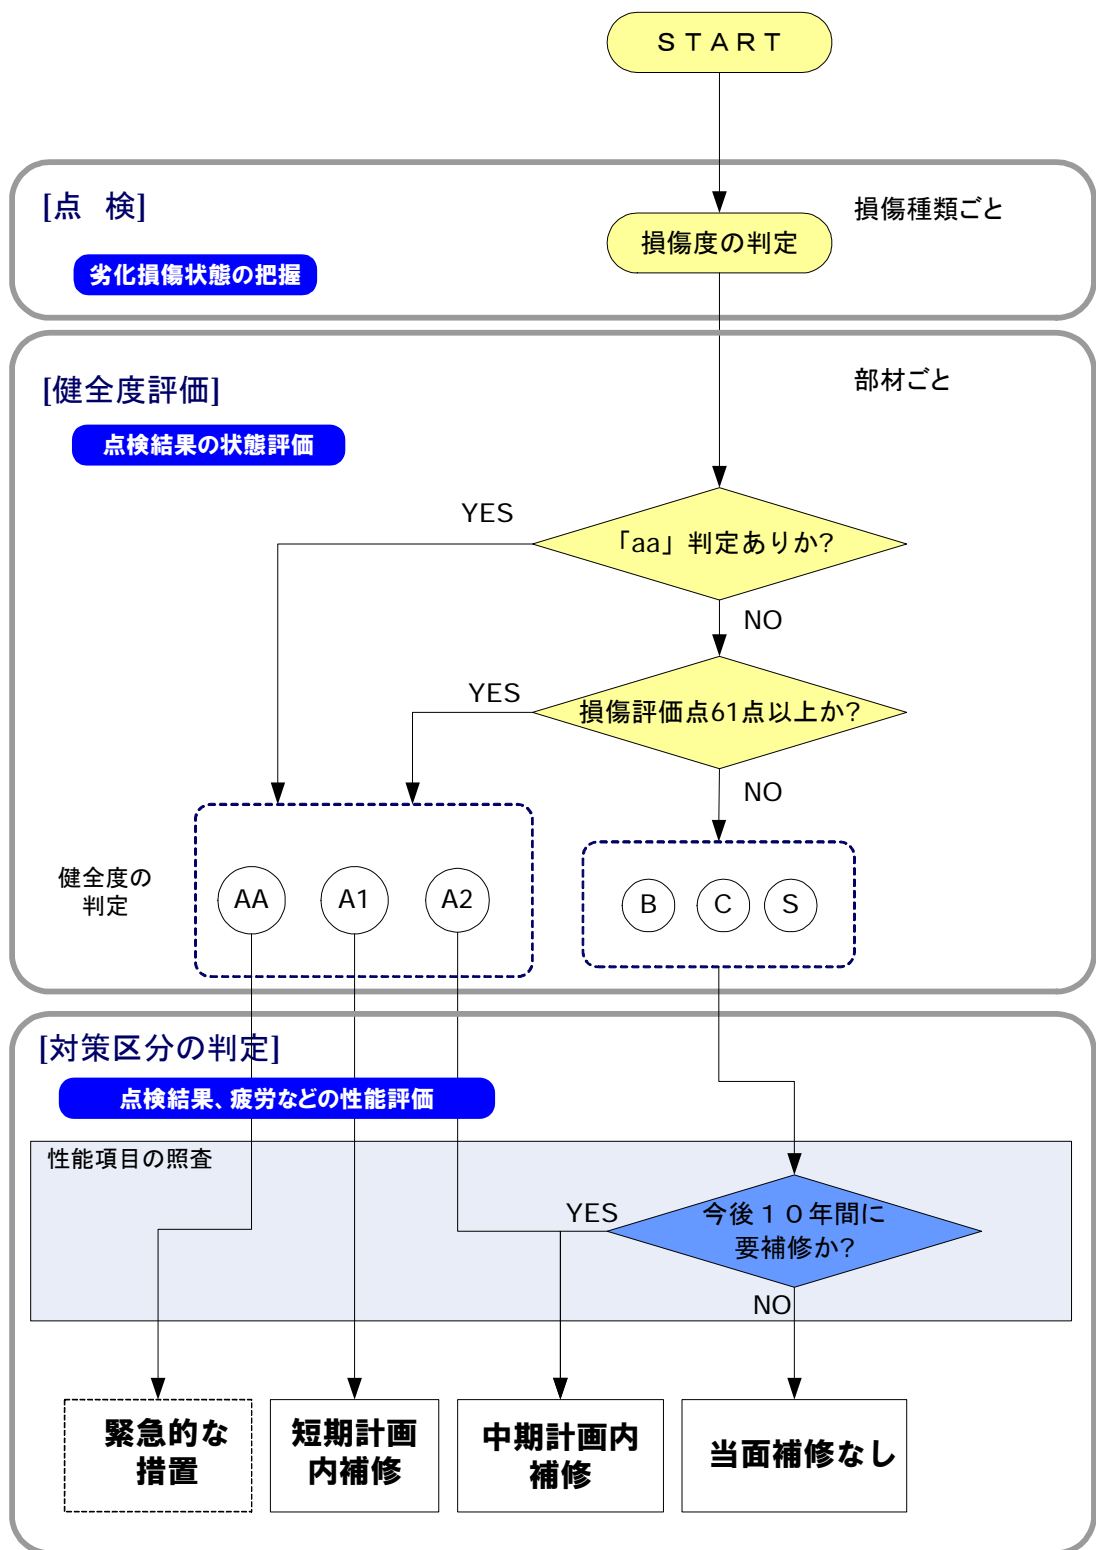 ＳＴＡＲＴ
[点　検]
損傷種類ごと
損傷度の判定
劣化損傷状態の把握
[健全度評価]
部材ごと
点検結果の状態評価
YES
「aa」判定ありか?
NO
YES
損傷評価点61点以上か?
NO
健全度の
判定
AA
A1
A2
B
C
S
[対策区分の判定]
点検結果、疲労などの性能評価
性能項目の照査
YES
今後１０年間に
要補修か?
NO
緊急的な
措置
短期計画
内補修
中期計画内
補修
当面補修なし